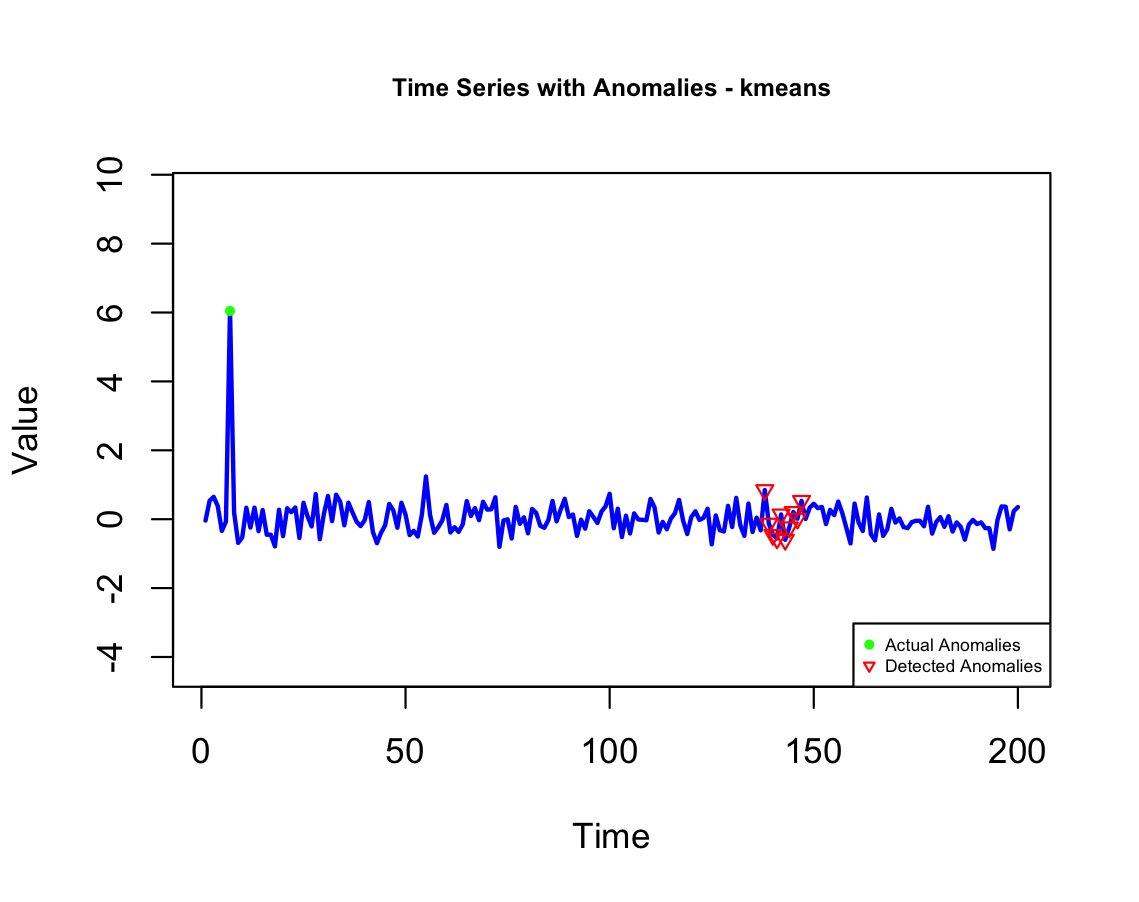 Time Series with Anomalies - kmeans
10
8
6
4
2
0
-2
-4
Value
Actual Anomalies
Detected Anomalies
0 50 100 150 200
Time